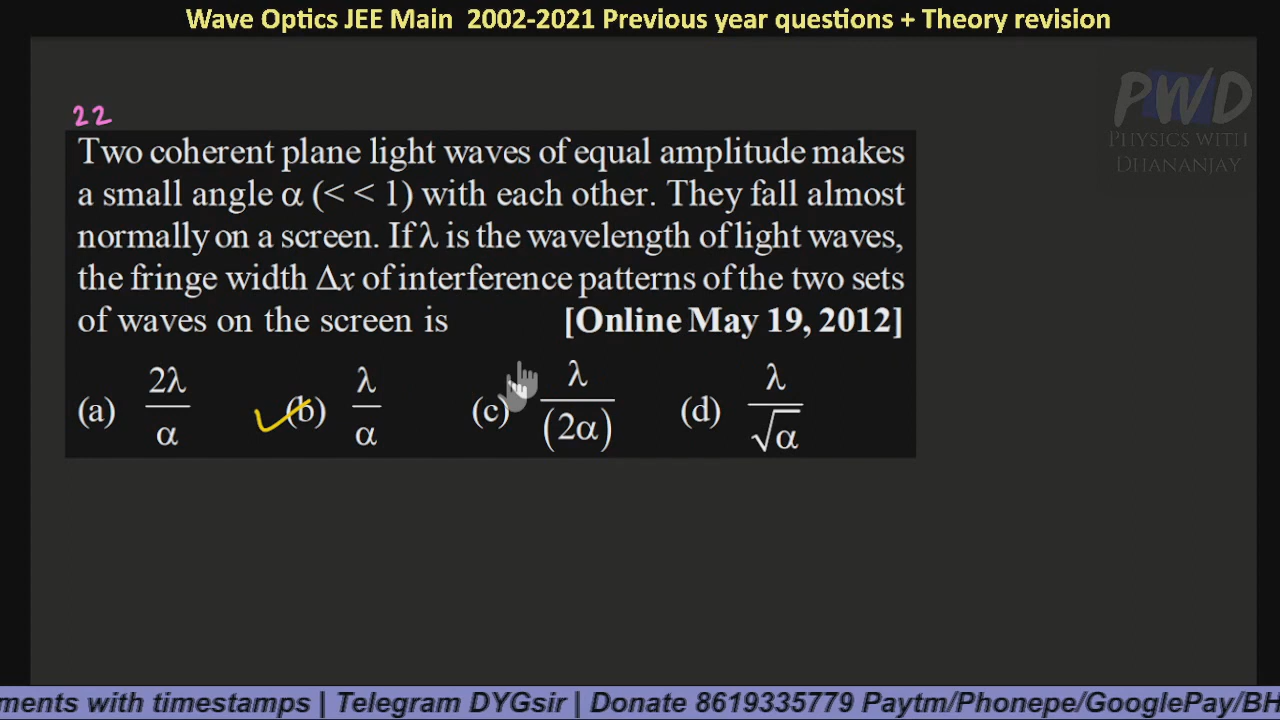 Wave Optics JEE Main 2002-2021 Previous year questions + Theory revision
PWD
PHYSICS WITH
DHANANJAY
22
Two coherent plane light waves of equal amplitude makes
a small angle α (< < 1) with each other. They fall almost
normally on a screen. If λ is the wavelength of light waves,
the fringe width Δx of interference patterns of the two sets
of waves on the screen is [Online May 19, 2012]
(a) 2λ/α (b) λ/α (c) λ/(2α) (d) λ/√α
ments with timestamps | Telegram DYGsir | Donate 8619335779 Paytm/Phonepe/GooglePay/BH